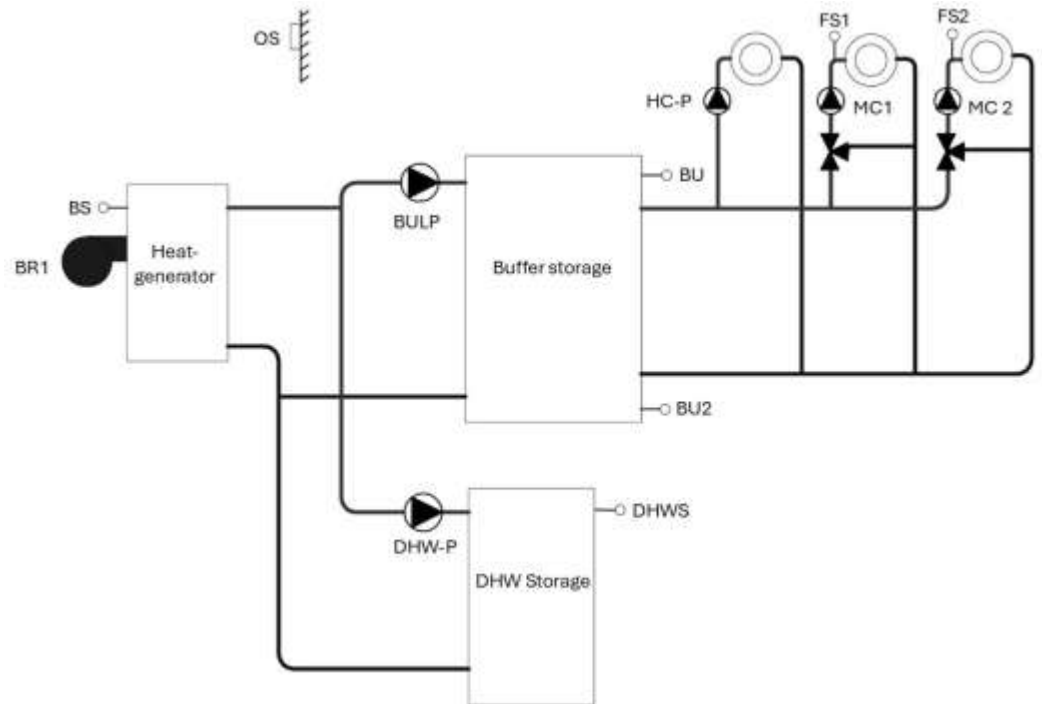 OS
FS1
FS2
HC-P
MC1
MC 2
BU
BS
BULP
BR1
Heat-
generator
Buffer storage
BU2
DHWS
DHW-P
DHW Storage